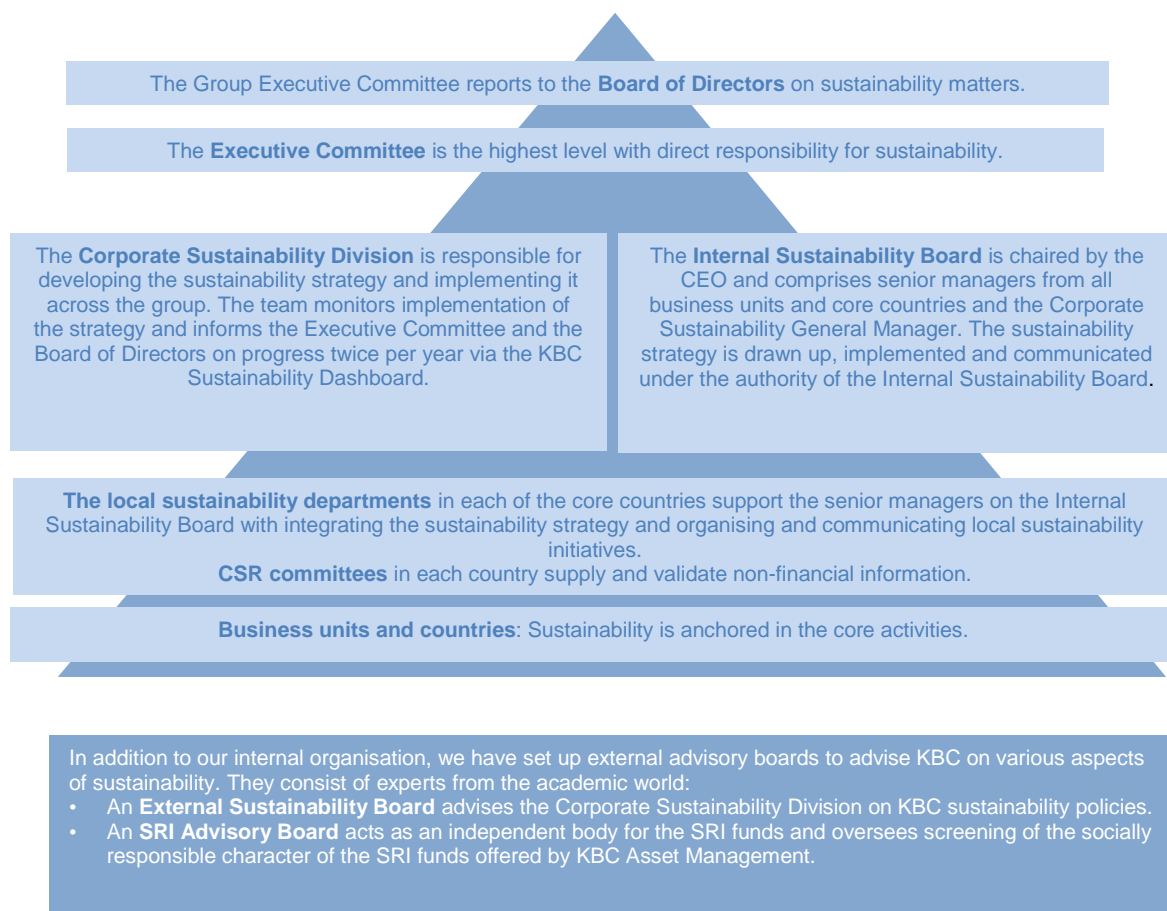 The Group Executive Committee reports to the Board of Directors on sustainability matters.
The Executive Committee is the highest level with direct responsibility for sustainability.
The Corporate Sustainability Division is responsible for
developing the sustainability strategy and implementing it
across the group. The team monitors implementation of
the strategy and informs the Executive Committee and the
Board of Directors on progress twice per year via the KBC
Sustainability Dashboard.
The Internal Sustainability Board is chaired by the
CEO and comprises senior managers from all
business units and core countries and the Corporate
Sustainability General Manager. The sustainability
strategy is drawn up, implemented and communicated
under the authority of the Internal Sustainability Board.
The local sustainability departments in each of the core countries support the senior managers on the Internal
Sustainability Board with integrating the sustainability strategy and organising and communicating local sustainability
initiatives.
CSR committees in each country supply and validate non-financial information.
Business units and countries: Sustainability is anchored in the core activities.
In addition to our internal organisation, we have set up external advisory boards to advise KBC on various aspects
of sustainability. They consist of experts from the academic world:
• An External Sustainability Board advises the Corporate Sustainability Division on KBC sustainability policies.
• An SRI Advisory Board acts as an independent body for the SRI funds and oversees screening of the socially
responsible character of the SRI funds offered by KBC Asset Management.